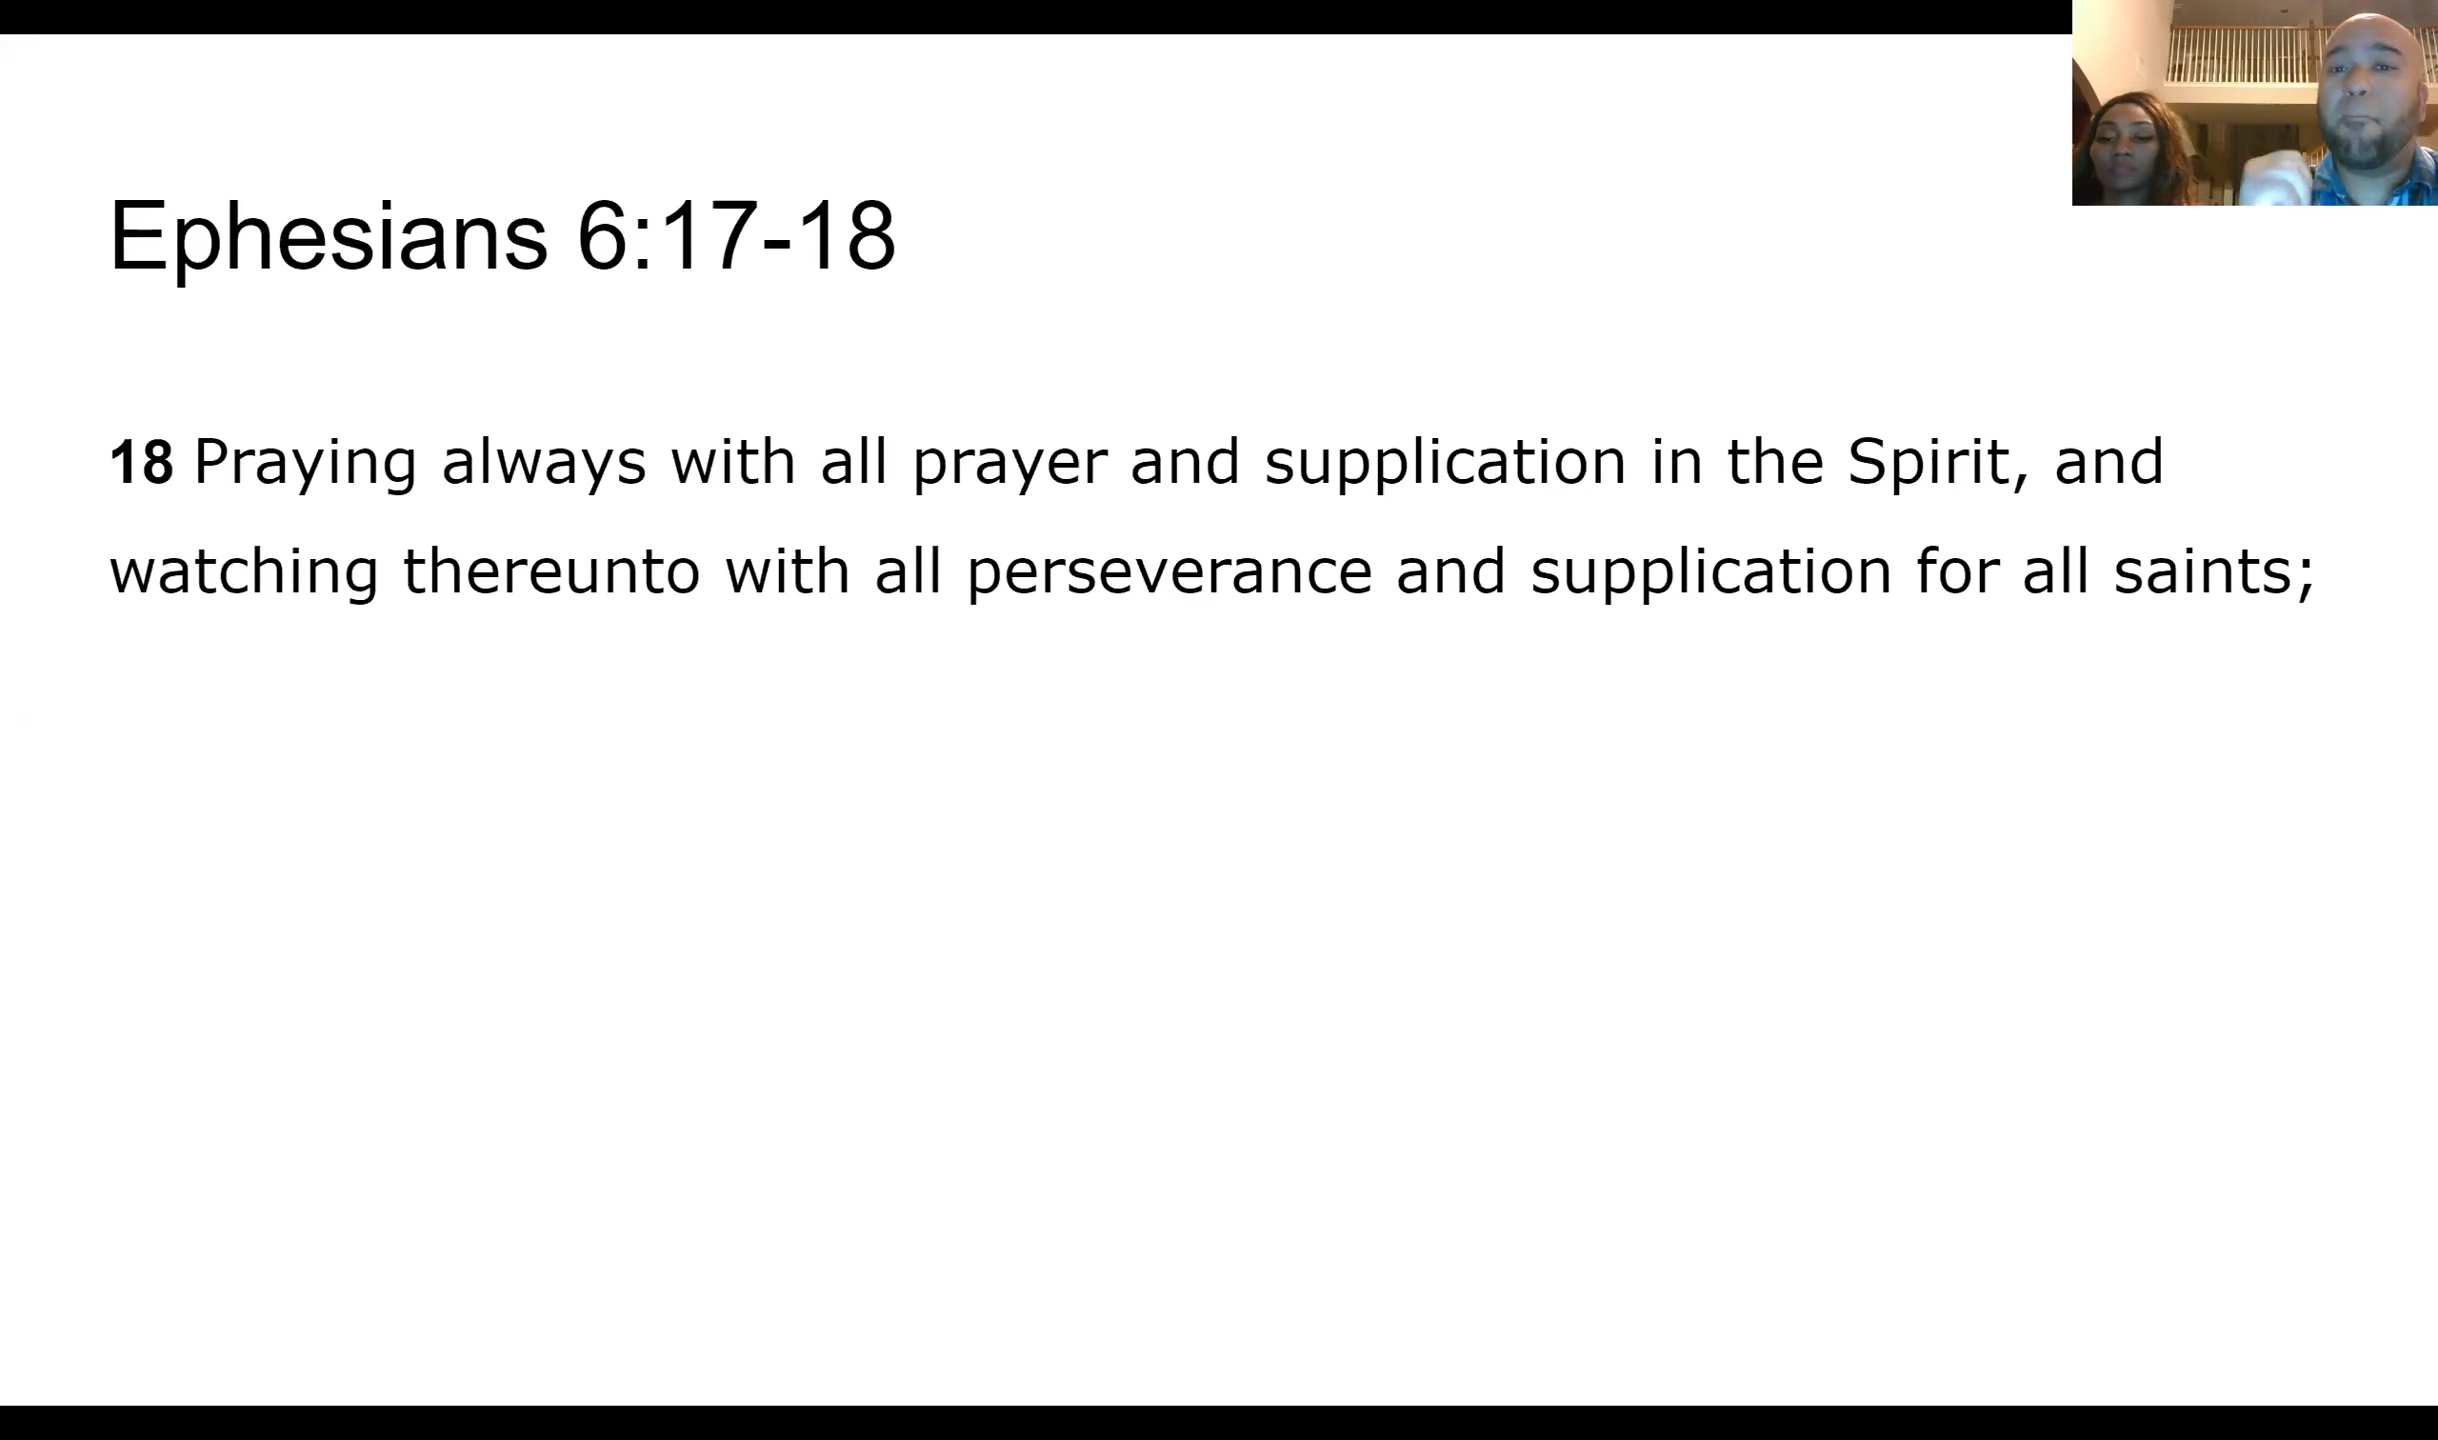 Ephesians 6:17-18
18 Praying always with all prayer and supplication in the Spirit, and
watching thereunto with all perseverance and supplication for all saints;